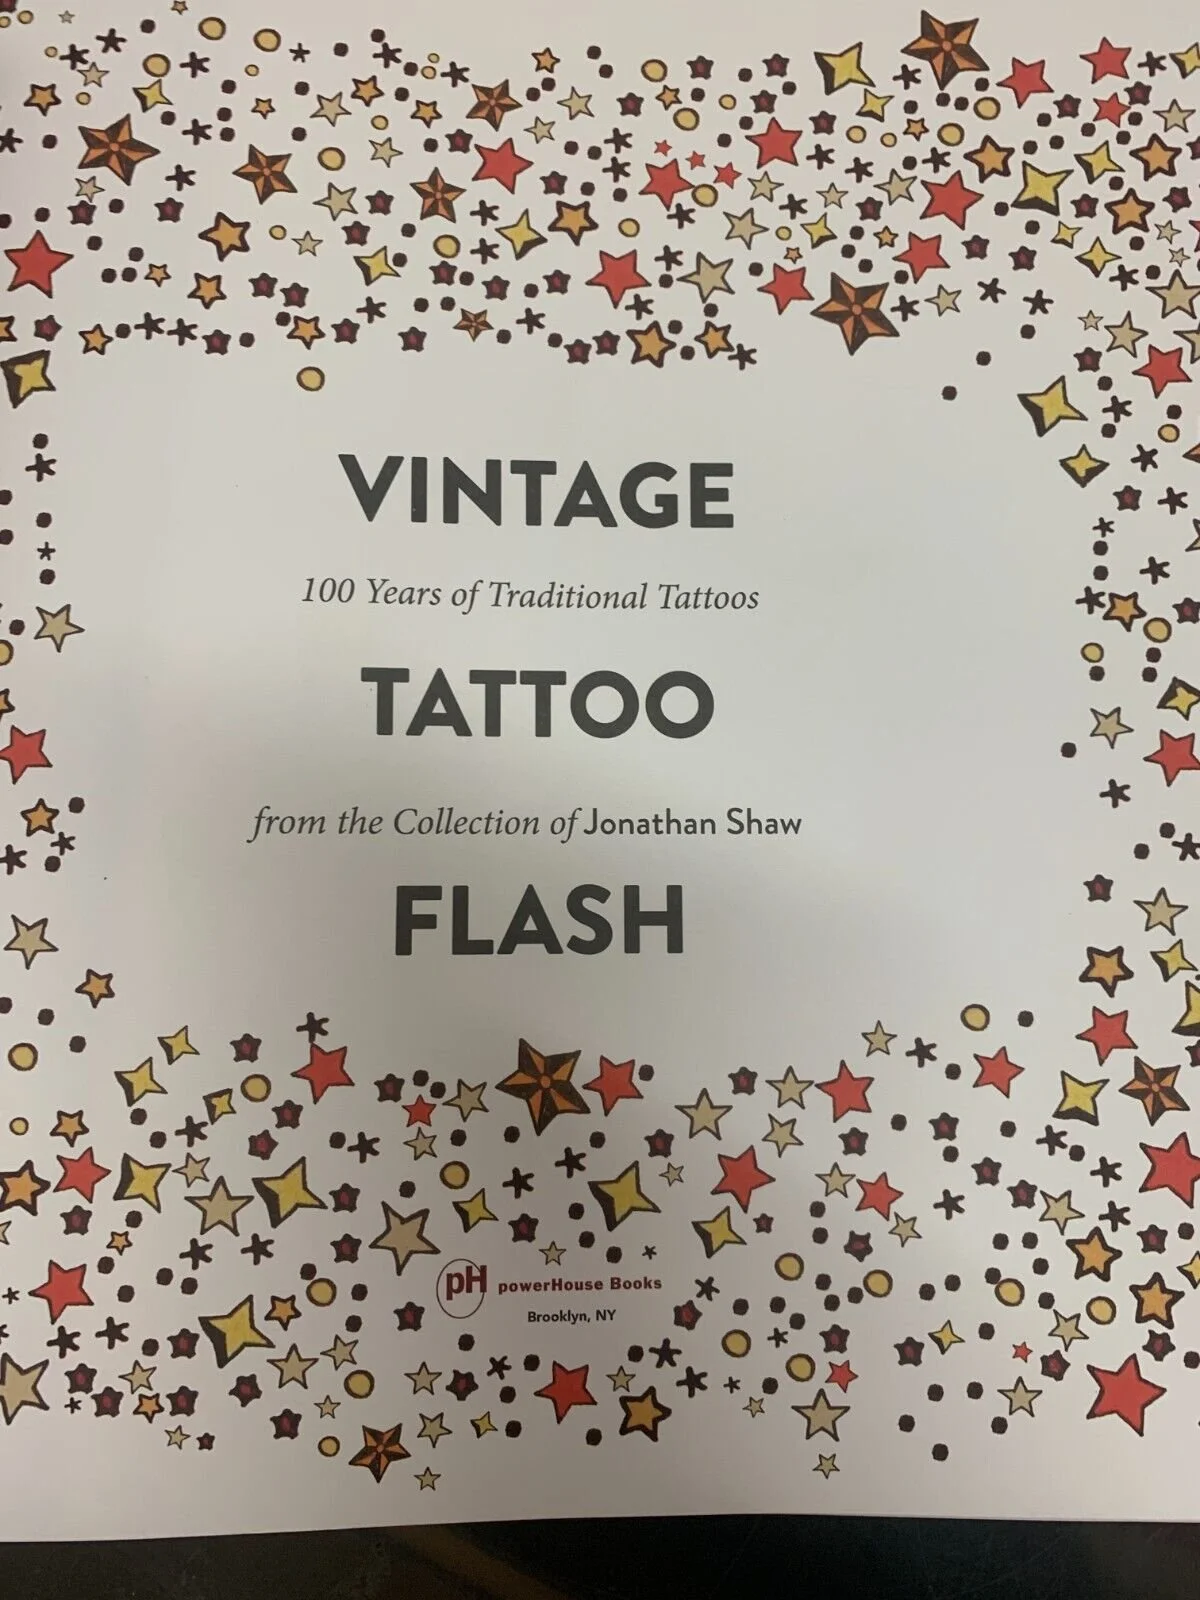 VINTAGE
100 Years of Traditional Tattoos
TATTOO
from the Collection of Jonathan Shaw
FLASH
pH powerHouse Books
Brooklyn, NY